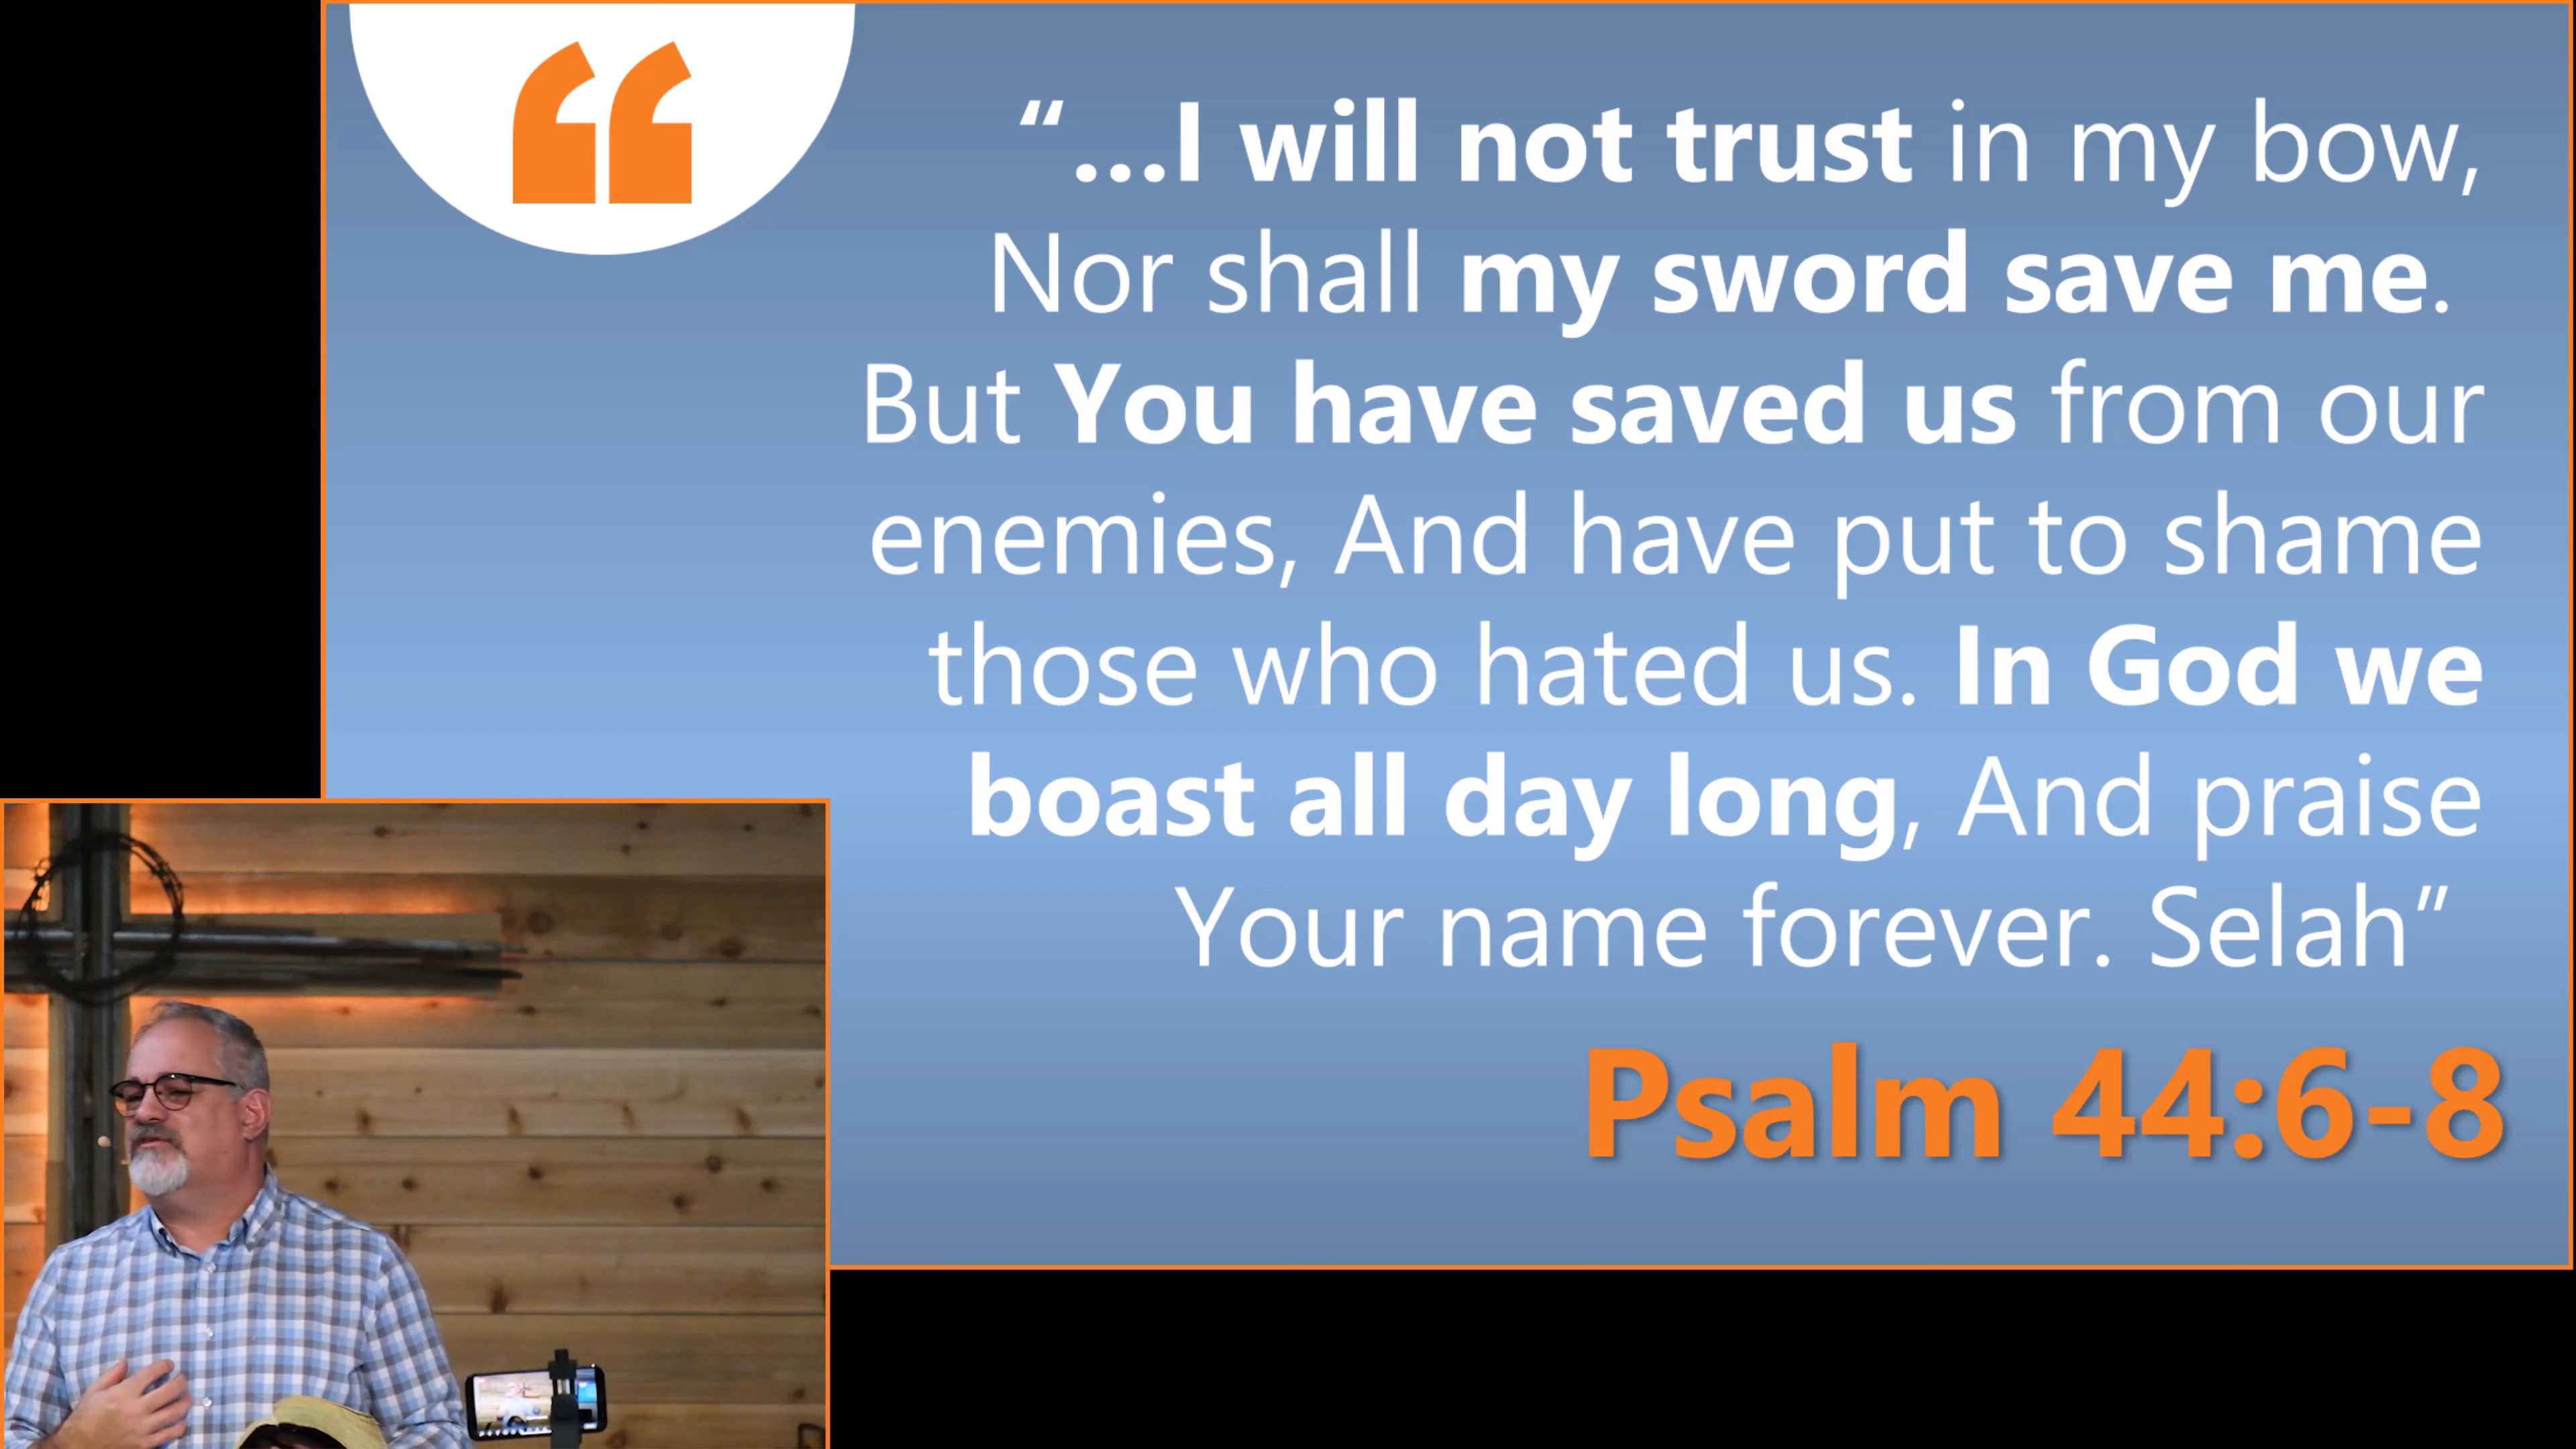 “...I will not trust in my bow,
Nor shall my sword save me.
But You have saved us from our
enemies, And have put to shame
those who hated us. In God we
boast all day long, And praise
Your name forever. Selah”
Psalm 44:6-8